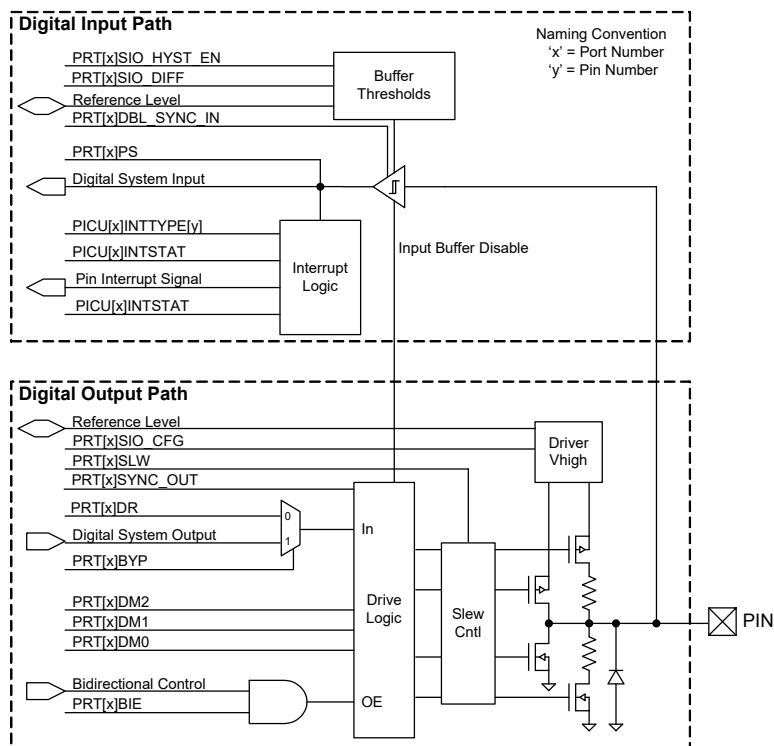 Digital Input Path
Naming Convention
'x' = Port Number
'y' = Pin Number
PRT[x]SIO_HYST_EN
PRT[x]SIO_DIFF
Reference Level
PRT[x]DBL_SYNC_IN
Buffer
Thresholds
PRT[x]PS
Digital System Input
PICU[x]INTTYPE[y]
PICU[x]INTSTAT
Pin Interrupt Signal
PICU[x]INTSTAT
Interrupt
Logic
Input Buffer Disable
Digital Output Path
Reference Level
PRT[x]SIO_CFG
PRT[x]SLW
PRT[x]SYNC_OUT
Driver
Vhigh
PRT[x]DR
Digital System Output
PRT[x]BYP
0
1
In
PRT[x]DM2
PRT[x]DM1
PRT[x]DM0
Drive
Logic
Slew
Cntl
PIN
Bidirectional Control
PRT[x]BIE
OE